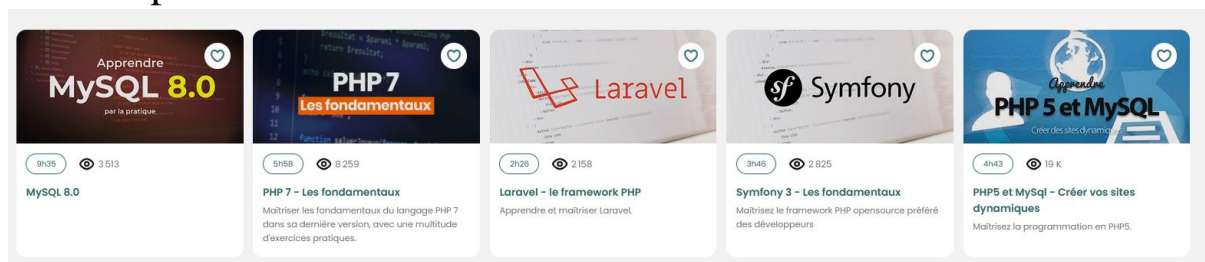 Apprendre
MySQL 8.0
par la pratique
9h35 3 513
MySQL 8.0
PHP 7
Les fondamentaux
5h58 8 259
PHP 7 - Les fondamentaux
Maîtriser les fondamentaux du langage PHP 7
dans sa dernière version, avec une multitude
d'exercices pratiques.
Laravel
2h26 2 158
Laravel - le framework PHP
Apprendre et maîtriser Laravel.
sf Symfony
3h46 2 825
Symfony 3 - Les fondamentaux
Maîtrisez le framework PHP opensource préféré
des développeurs
Apprendre
PHP 5 et MySQL
Créer des sites dynamiques
4h43 19 K
PHP5 et MySql - Créer vos sites
dynamiques
Maîtrisez la programmation en PHP5.